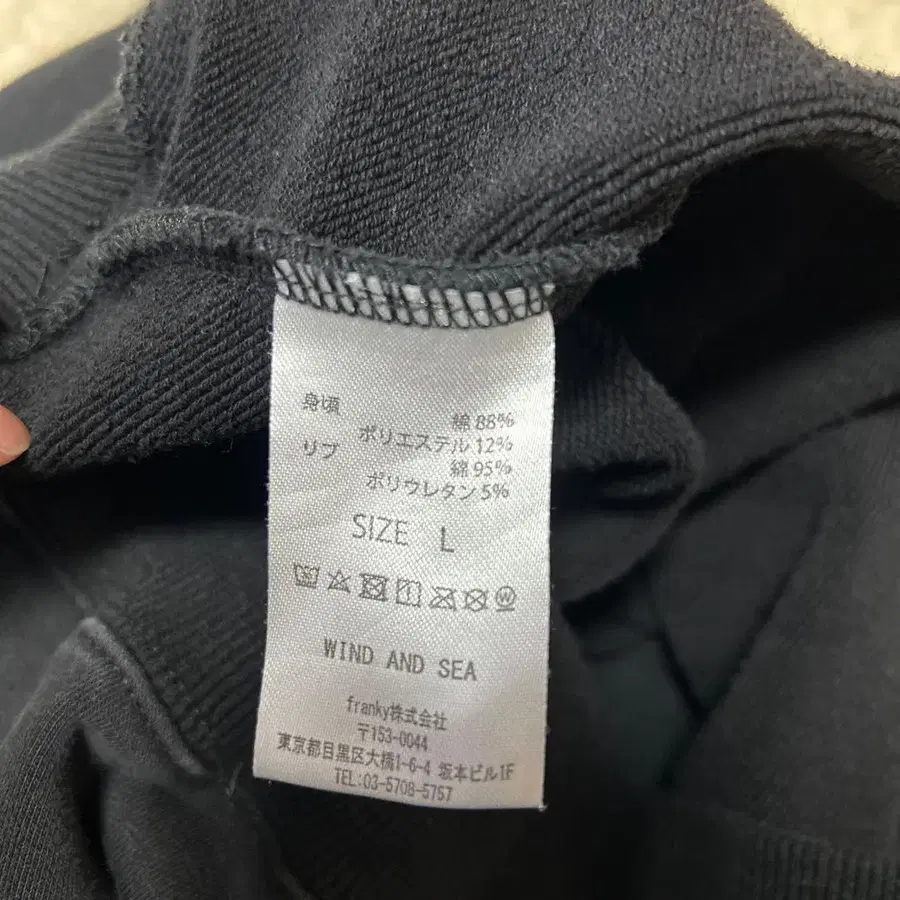 身頃 綿 88%
ポリエステル 12%
リブ 綿 95%
ポリウレタン 5%
SIZE L
WIND AND SEA
franky株式会社
〒153-0044
東京都目黒区大橋1-6-4 坂本ビル1F
TEL:03-5708-5757